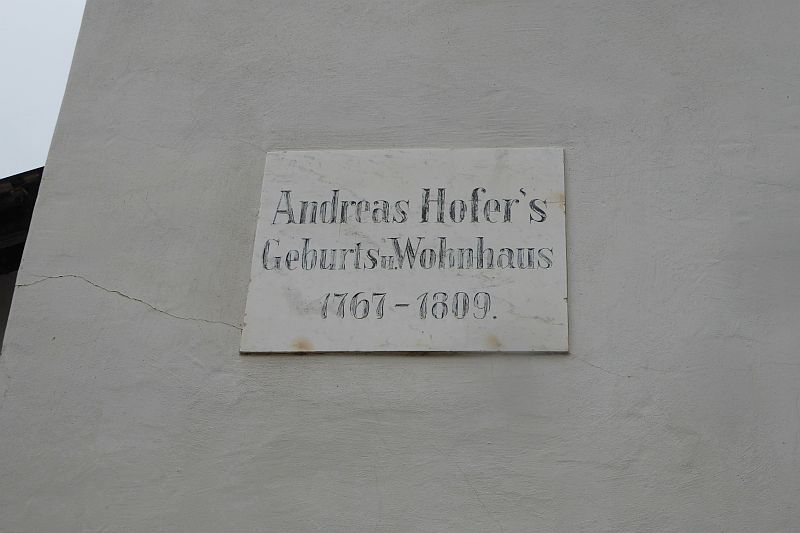 Andreas Hofer's
Geburts u. Wohnhaus
1767-1809.